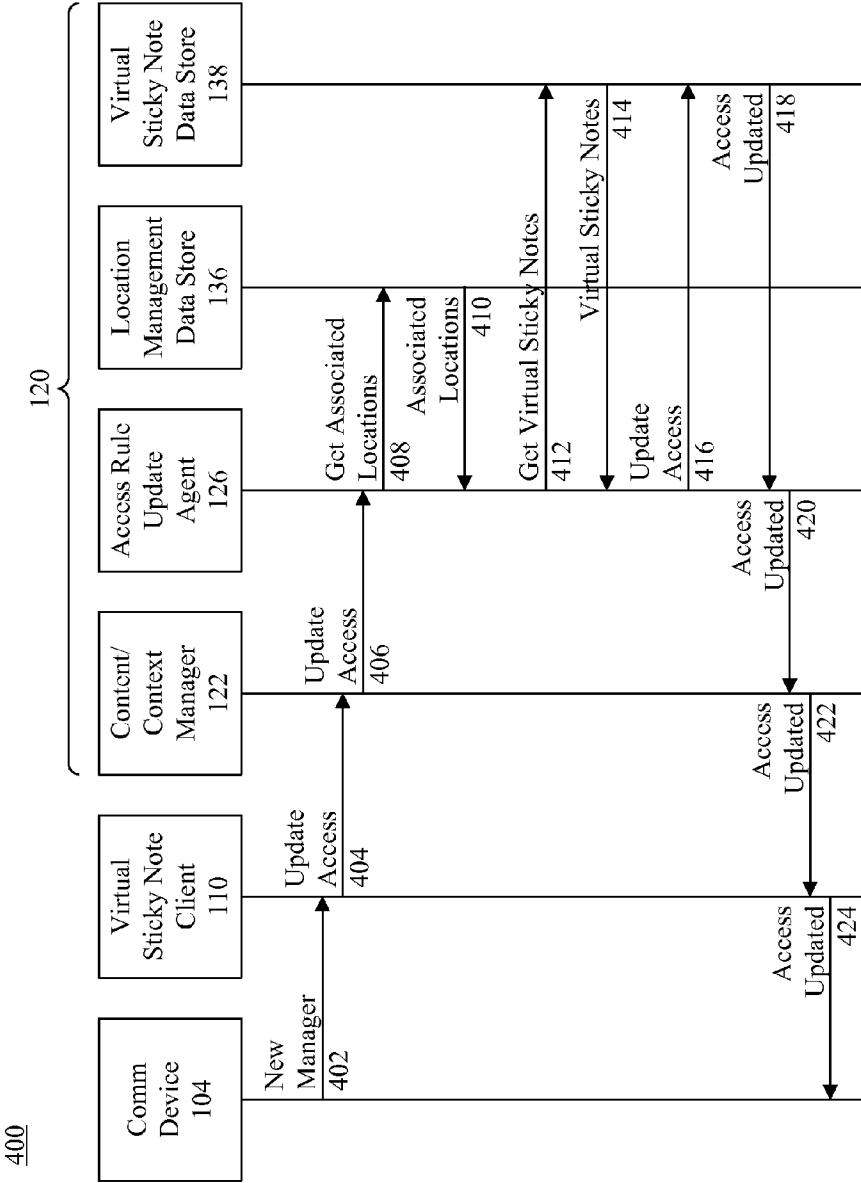 400
120
Comm
Device
104
Virtual
Sticky Note
Client
110
Content/
Context
Manager
122
Access Rule
Update
Agent
126
Location
Management
Data Store
136
Virtual
Sticky Note
Data Store
138
New
Manager
402
Update
Access
404
Update
Access
406
Get Associated
Locations
408
Associated
Locations
410
Get Virtual Sticky Notes
412
Virtual Sticky Notes
414
Update
Access
416
Access
Updated
418
Access
Updated
420
Access
Updated
422
Access
Updated
424